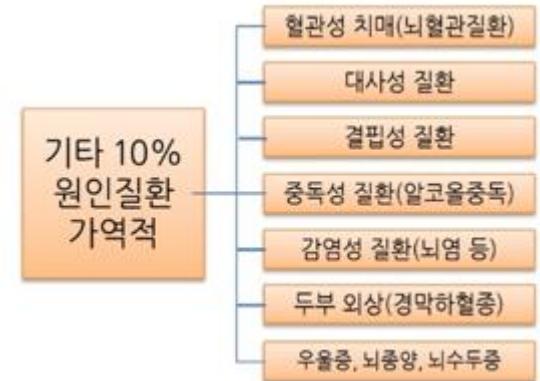 기타 10%
원인질환
가역적
혈관성 치매(뇌혈관질환)
대사성 질환
결핍성 질환
중독성 질환(알코올중독)
감염성 질환(뇌염 등)
두부 외상(경막하혈종)
우울증, 뇌종양, 뇌수두증